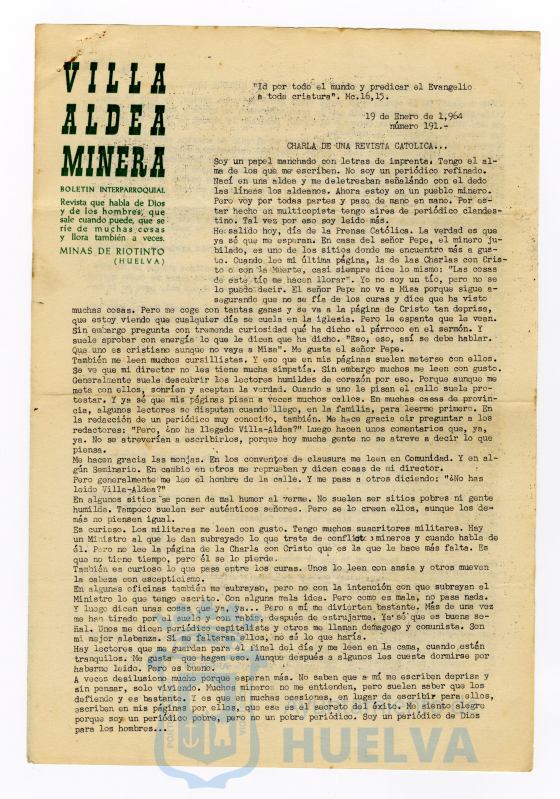 VILLA
ALDEA
MINERA
BOLETIN INTERPARROQUIAL
Revista que habla de Dios
y de los hombres, que
sale cuando puede, que se
ríe de muchas cosas
y llora también a veces.
MINAS DE RIOTINTO
(HUELVA)
"Id por todo el mundo y predicar el Evangelio
a toda criatura". Mc.16,15.
19 de Enero de 1,964
número 191.-
CHARLA DE UNA REVISTA CATOLICA...
Soy un papel manchado con letras de imprenta. Tengo el al-
ma de los que me escriben. No soy un periódico refinado.
Nací en una aldea y me deletreaban señalándo con el dedo
las líneas los aldeanos. Ahora estoy en un pueblo minero.
Pero voy por todas partes y paso de mano en mano. Por es-
tar hecho en multicopista tengo aires de periódico clandes-
tino. Tal vez por eso soy leído más.
He salido hoy, día de la Prensa Católica. La verdad es que
ya sé que me esperan. En casa del señor Pepe, el minero ju-
bilado, es uno de los sitios donde me encuentro más a gus-
to. Cuando lee mi última página, la de las Charlas con Cris-
to o con la Muerte, casi siempre dice lo mismo: "Las cosas
de este tío me hacen llorar". Yo no soy un tío, pero no se
lo puedo decir. El señor Pepe no va a Misa porque sigue a-
segurando que no se fía de los curas y dice que ha visto
muchas cosas. Pero me coge con tantas ganas y se va a la página de Cristo tan deprisa,
que estoy viendo que cualquier día se cuela en la iglesia. Pero le espanta que le vean.
Sin embargo pregunta con tremenda curiosidad qué ha dicho el párroco en el sermón. Y
suele aprobar con energía lo que le dicen que ha dicho. "Eso, eso, así se debe hablar.
Que uno es cristiano aunque no vaya a Misa". Me gusta el señor Pepe.
También me leen muchos cursillistas. Y eso que en mis páginas suelen meterse con ellos.
Se ve que mi director no les tiene mucha simpatía. Sin embargo muchos me leen con gusto.
Generalmente suele descubrir los lectores humildes de corazón por eso. Porque aunque me
meta con ellos, sonríen y aceptan la verdad. Cuando a uno le pisan el callo suele pro-
testar. Y ya sé que mis páginas pisan a veces muchos callos. En muchas casas de provin-
cia, algunos lectores se disputan cuando llego, en la familia, para leerme primero. En
la redacción de un periódico muy conocido, también. Me hace gracia oir preguntar a los
redactores: "Pero, ¿no ha llegado Villa-Aldea?" Luego hacen unos comentarios que, ya,
ya. No se atreverían a escribirlos, porque hoy mucha gente no se atreve a decir lo que
piensa.
Me hacen gracia las monjas. En los conventos de clausura me leen en Comunidad. Y en al-
gún Seminario. En cambio en otros me reprueban y dicen cosas de mi director.
Pero generalmente me lee el hombre de la calle. Y me pasa a otros diciendo: "¿No has
leído Villa-Aldea?"
En algunos sitios se ponen de mal humor al verme. No suelen ser sitios pobres ni gente
humilde. Tampoco suelen ser auténticos señores. Pero se lo creen ellos, aunque los de-
más no piensen igual.
Es curioso. Los militares me leen con gusto. Tengo muchos suscritores militares. Hay
un Ministro al que le dan subrayado lo que trata de conflictos mineros y cuando habla de
él. Pero no lee la página de la Charla con Cristo que es la que le hace más falta. Es
que no tiene tiempo, pero él se lo pierde.
También es curioso lo que pasa entre los curas. Unos lo leen con ansia y otros mueven
la cabeza con escepticismo.
En algunas oficinas también me subrayan, pero no con la intención con que subrayan al
Ministro lo que tengo escrito. Con alguna mala idea. Pero como es mala, no pasa nada.
Y luego dicen unas cosas que ya, ya... Pero a mí me divierten bastante. Más de una vez
me han tirado por el suelo y con rabia, después de estrujarme. Ya sé que es buena se-
ñal. Unos me dicen periódico capitalista y otros me llaman demagogo y comunista. Son
mi mejor alabanza. Si me faltaran ellos, no sé lo que haría.
Hay lectores que me guardan para el final del día y me leen en la cama, cuando están
tranquilos. Me gusta que hagan eso. Aunque después a algunos les cuesta dormirse por
haberme leído. Pero es bueno.
A veces desilusiono mucho porque esperan más. No saben que a mí me escriben deprisa y
sin pensar, solo viviendo. Muchos mineros no me entienden, pero suelen saber que los
defiendo y es bastante. Y es que en muchas ocasiones, en lugar de escribir para ellos,
escriben en mis páginas por ellos, que ese es el secreto del éxito. Me siento alegre
porque soy un periódico pobre, pero no un pobre periódico. Soy un periódico de Dios
para los hombres...
HUELVA